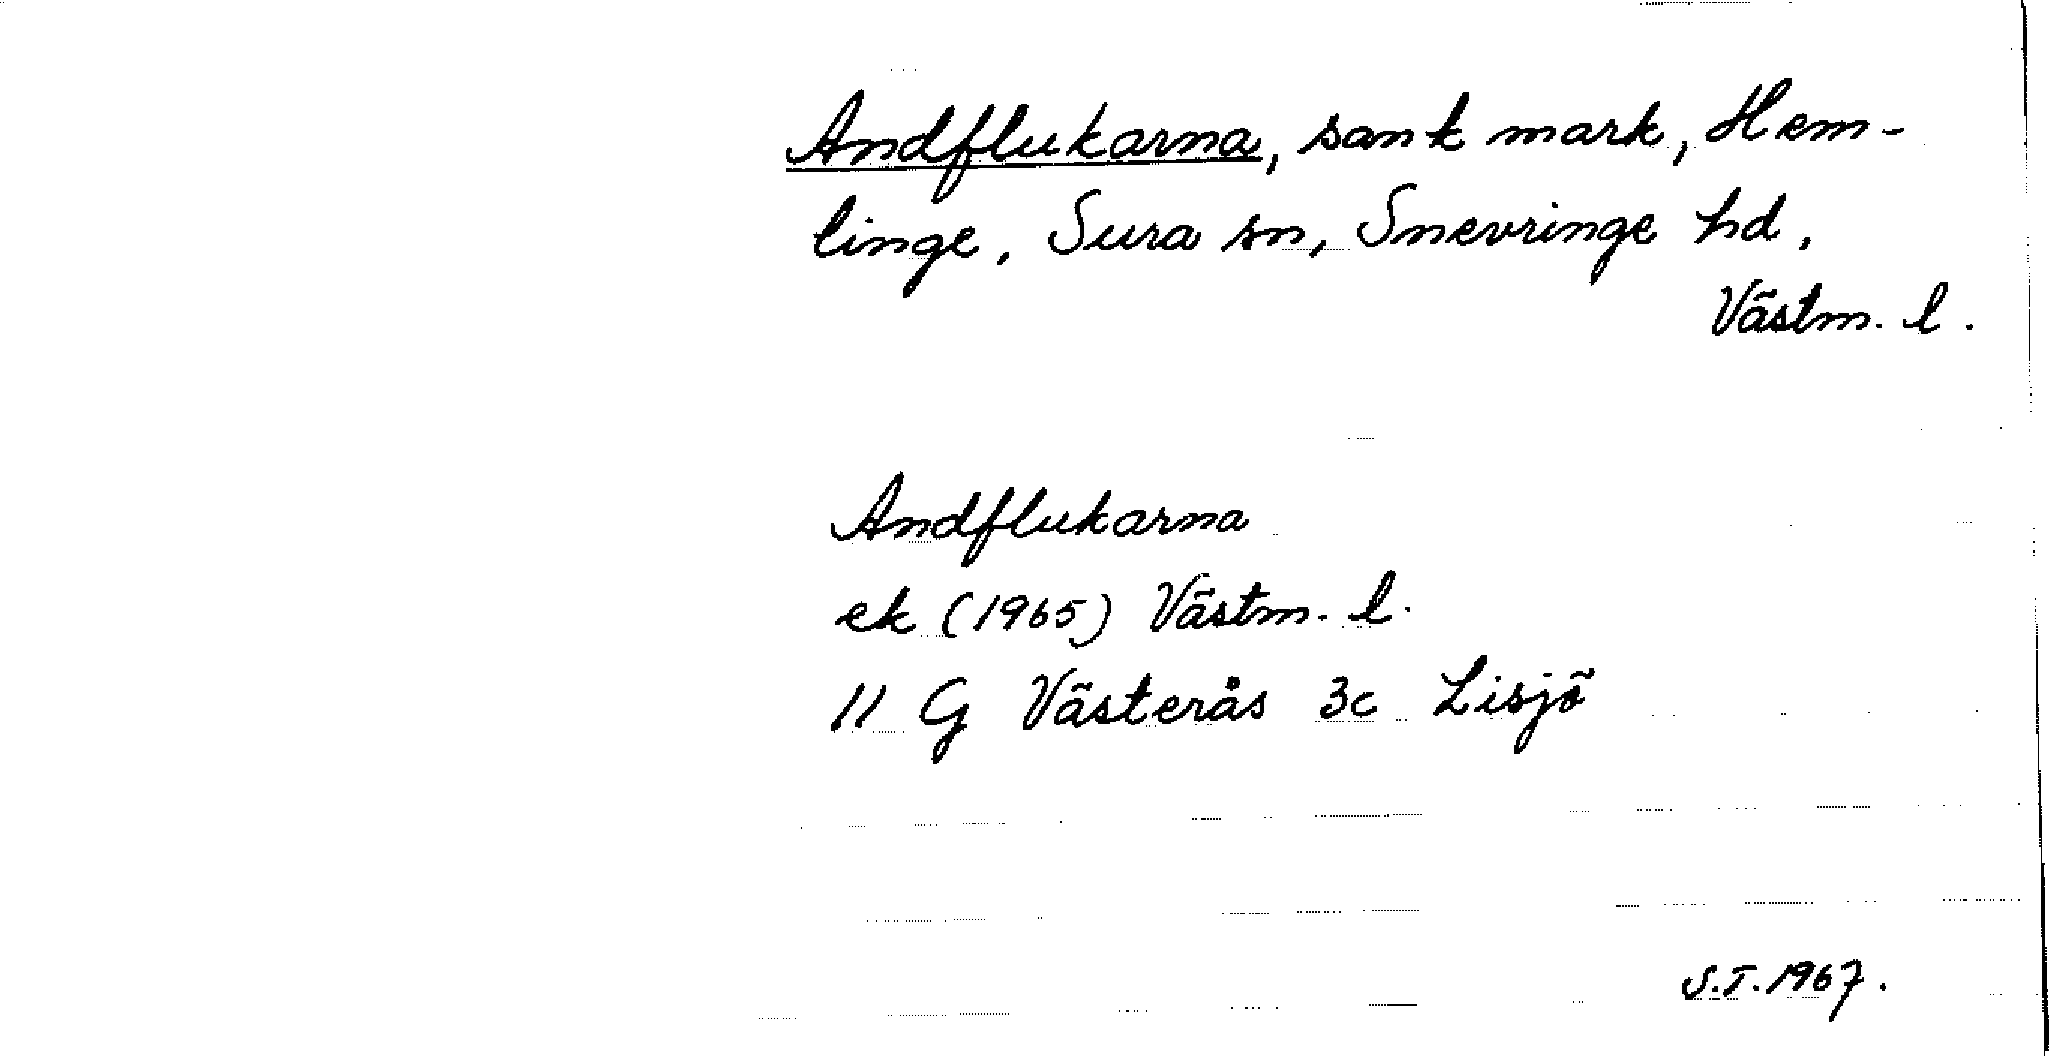 Andflukarna, sank mark, Hem-
linge, Sura sn, Snevringe hd,
Västm. l.
Andflukarna
ek (1965) Västm. l.
11 G Västerås 3c Lisjö
S.T. 1967.